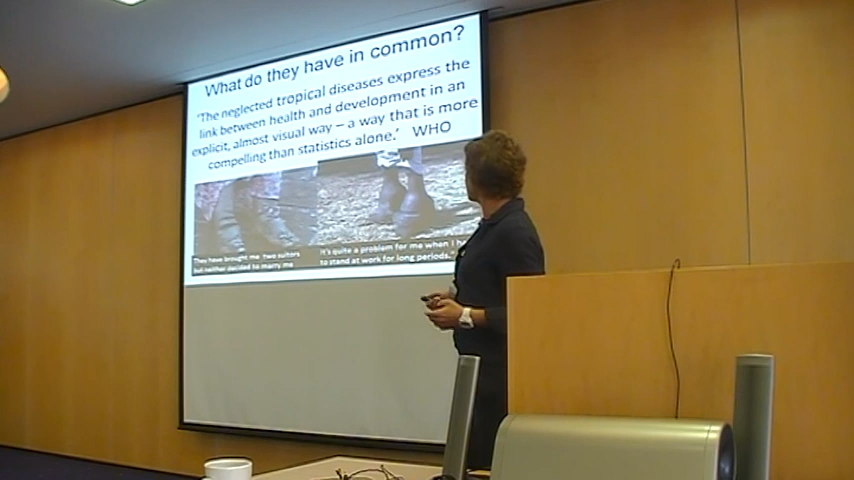 What do they have in common?
'The neglected tropical diseases express the
link between health and development in an
explicit, almost visual way – a way that is more
compelling than statistics alone.' WHO
They have brought me two suitors
but neither decided to marry me
It's quite a problem for me when I
to stand at work for long periods."